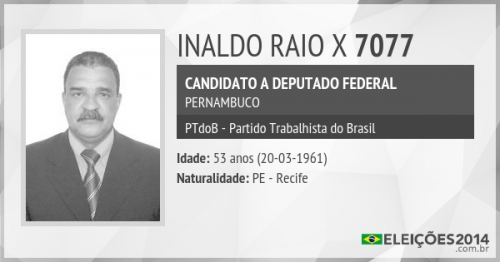 INALDO RAIO X 7077
CANDIDATO A DEPUTADO FEDERAL
PERNAMBUCO
PTdoB - Partido Trabalhista do Brasil
Idade: 53 anos (20-03-1961)
Naturalidade: PE - Recife
ELEIÇÕES2014
.com.br